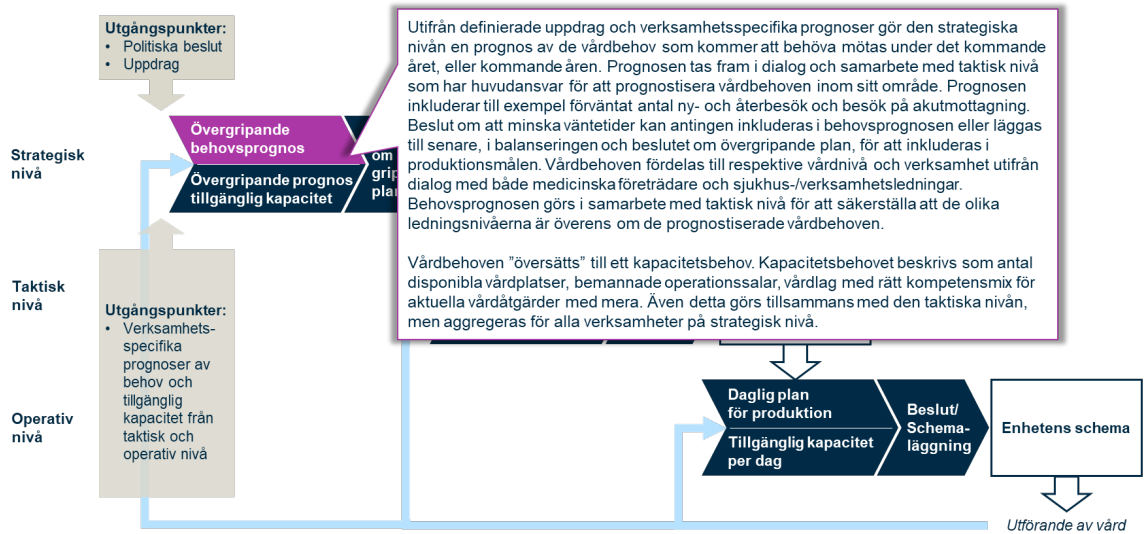 Utgångspunkter:
• Politiska beslut
• Uppdrag
Utifrån definierade uppdrag och verksamhetsspecifika prognoser gör den strategiska
nivån en prognos av de vårdbehov som kommer att behöva mötas under det kommande
året, eller kommande åren. Prognosen tas fram i dialog och samarbete med taktisk nivå
som har huvudansvar för att prognostisera vårdbehov inom sitt område. Prognosen
inkluderar till exempel förväntat antal ny- och återbesök och besök på akutmottagning.
Beslut om att minska väntetider kan antingen inkluderas i behovsprognosen eller läggas
till senare, i balanseringen och beslutet om övergripande plan, för att inkluderas i
produktionsmålen. Vårdbehoven fördelas till respektive vårdnivå och verksamhet utifrån
dialog med både medicinska företrädare och sjukhus-/verksamhetsledningar.
Behovsprognosen görs i samarbete med taktisk nivå för att säkerställa att de olika
ledningsnivåerna är överens om de prognostiserade vårdbehoven.
Vårdbehoven ”översätts” till ett kapacitetsbehov. Kapacitetsbehovet beskrivs som antal
disponibla vårdplatser, bemannade operationssalar, vårdlag med rätt kompetensmix för
aktuella vårdåtgärder med mera. Även detta görs tillsammans med den taktiska nivån,
men aggregeras för alla verksamheter på strategisk nivå.
Strategisk
nivå
Övergripande
behovsprognos
Övergripande prognos
tillgänglig kapacitet
om
grip
plan
Taktisk
nivå
Utgångspunkter:
• Verksamhets-
specifika
prognoser av
behov och
tillgänglig
kapacitet från
taktisk och
operativ nivå
Operativ
nivå
Daglig plan
för produktion
Tillgänglig kapacitet
per dag
Beslut/
Schema-
läggning
Enhetens schema
Utförande av vård